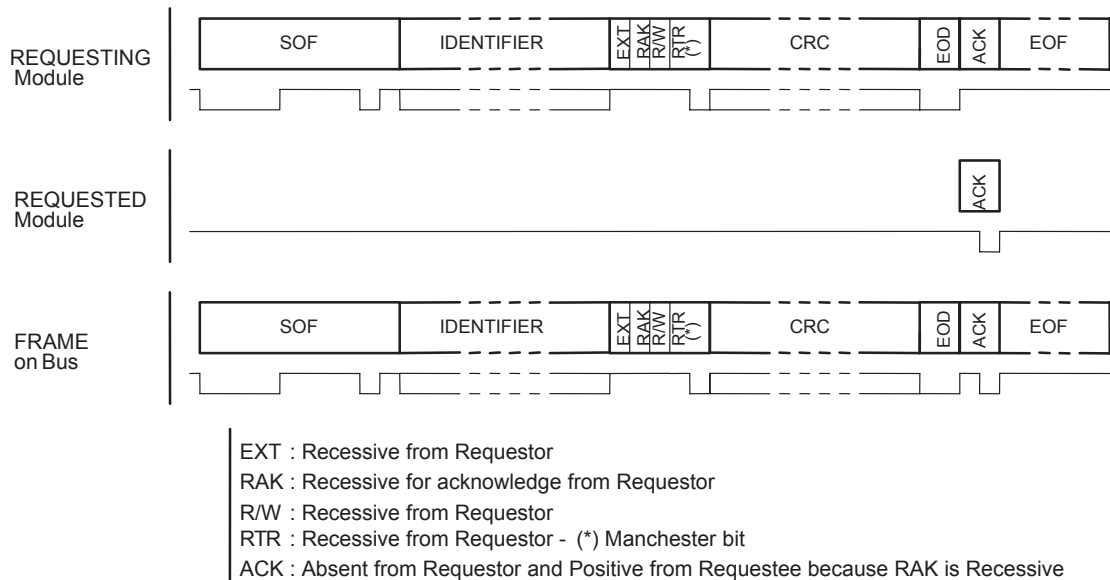 REQUESTING
Module
SOF IDENTIFIER EXT RAK R/W RTR (*) CRC EOD ACK EOF
REQUESTED
Module
ACK
FRAME
on Bus
SOF IDENTIFIER EXT RAK R/W RTR (*) CRC EOD ACK EOF
EXT : Recessive from Requestor
RAK : Recessive for acknowledge from Requestor
R/W : Recessive from Requestor
RTR : Recessive from Requestor - (*) Manchester bit
ACK : Absent from Requestor and Positive from Requestee because RAK is Recessive